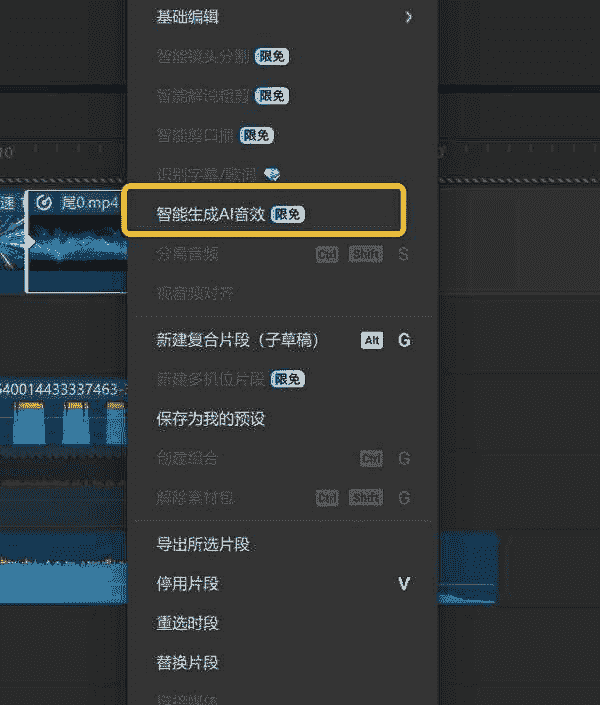 基础编辑
智能镜头分割 限免
智能解说粗剪 限免
智能剪口播 限免
识别字幕/歌词
智能生成AI音效 限免
速 尾0.mp4
分离音频 Ctrl Shift S
视音频对齐
新建复合片段（子草稿） Alt G
新建多机位片段 限免
540014433337463-
保存为我的预设
创建组合 Ctrl G
解除素材包 Ctrl Shift G
导出所选片段
停用片段 V
重选时段
替换片段